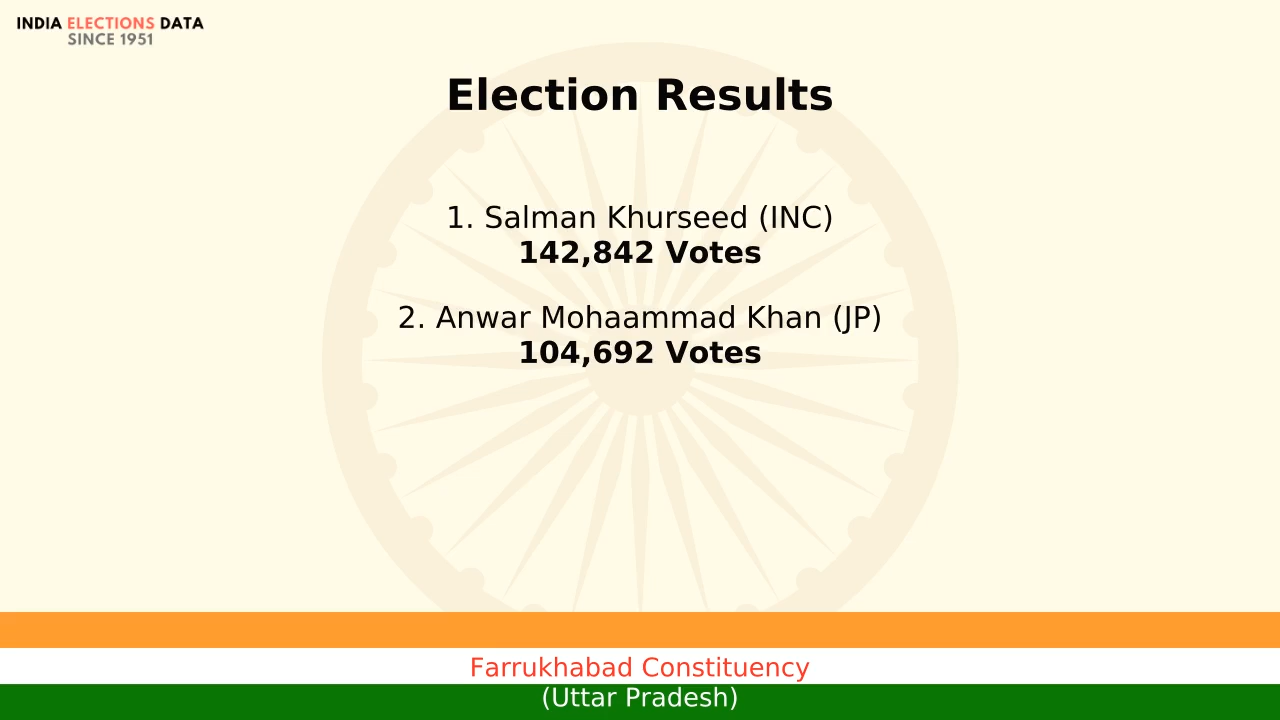 INDIA ELECTIONS DATA
SINCE 1951
Election Results
1. Salman Khurseed (INC)
142,842 Votes
2. Anwar Mohaammad Khan (JP)
104,692 Votes
Farrukhabad Constituency
(Uttar Pradesh)